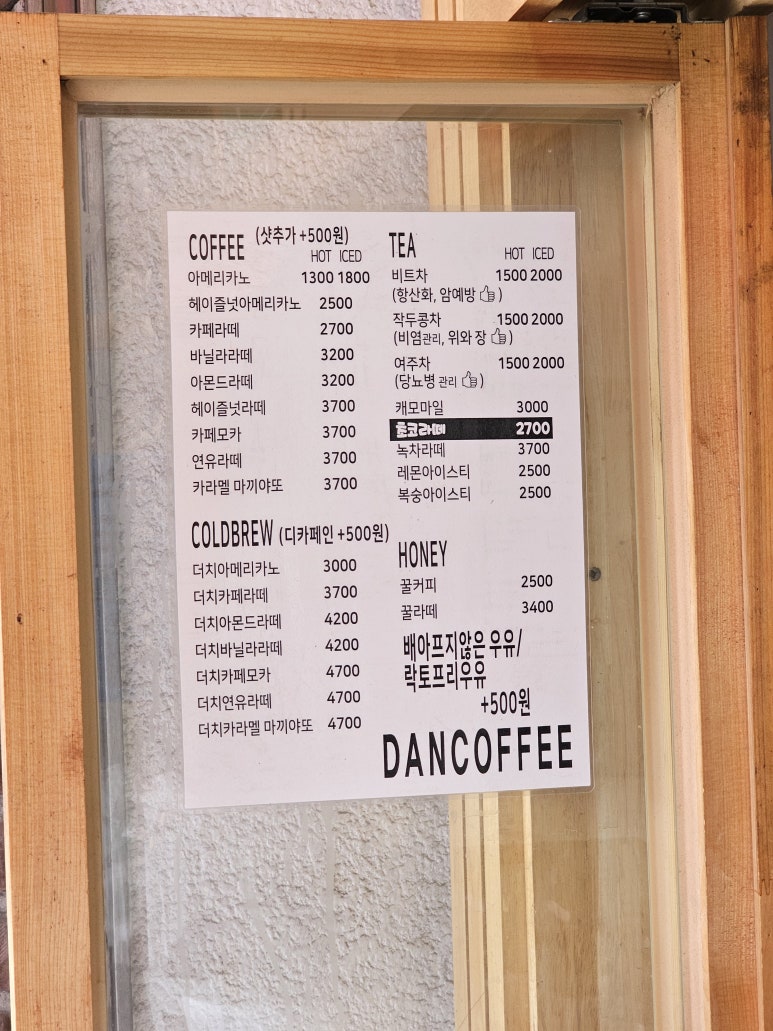 COFFEE (샷추가 +500원)
HOT ICED
아메리카노 1300 1800
헤이즐넛아메리카노 2500
카페라떼 2700
바닐라라떼 3200
아몬드라떼 3200
헤이즐넛라떼 3700
카페모카 3700
연유라떼 3700
카라멜 마끼야또 3700
COLDBREW (디카페인 +500원)
더치아메리카노 3000
더치카페라떼 3700
더치아몬드라떼 4200
더치바닐라라떼 4200
더치카페모카 4700
더치연유라떼 4700
더치카라멜 마끼야또 4700
TEA
HOT ICED
비트차 1500 2000
(항산화, 암예방 👍)
작두콩차 1500 2000
(비염관리, 위와 장 👍)
여주차 1500 2000
(당뇨병 관리 👍)
캐모마일 3000
초코라떼 2700
녹차라떼 3700
레몬아이스티 2500
복숭아이스티 2500
HONEY
꿀커피 2500
꿀라떼 3400
배아프지않은 우유/
락토프리우유
+500원
DANCOFFEE